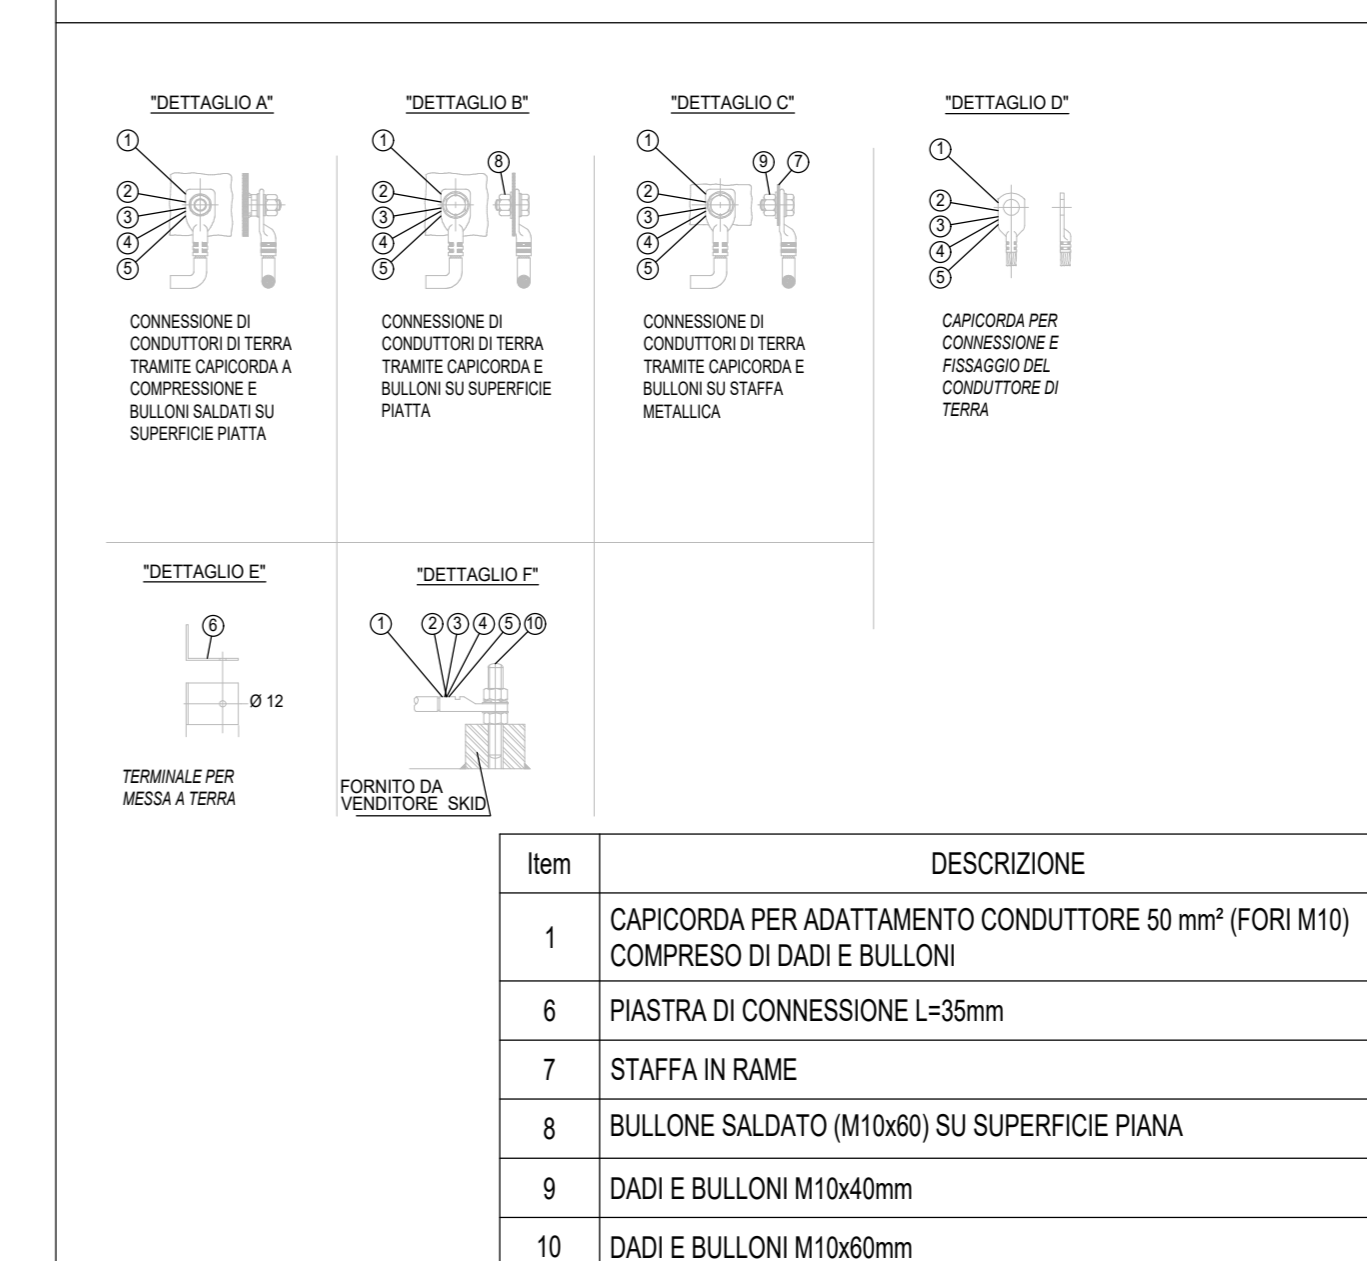 "DETTAGLIO A"
1
2
3
4
5
CONNESSIONE DI
CONDUTTORI DI TERRA
TRAMITE CAPICORDA A
COMPRESSIONE E
BULLONI SALDATI SU
SUPERFICIE PIATTA
"DETTAGLIO B"
1
8
2
3
4
5
CONNESSIONE DI
CONDUTTORI DI TERRA
TRAMITE CAPICORDA E
BULLONI SU SUPERFICIE
PIATTA
"DETTAGLIO C"
1
9 7
2
3
4
5
CONNESSIONE DI
CONDUTTORI DI TERRA
TRAMITE CAPICORDA E
BULLONI SU STAFFA
METALLICA
"DETTAGLIO D"
1
2
3
4
5
CAPICORDA PER
CONNESSIONE E
FISSAGGIO DEL
CONDUTTORE DI
TERRA
"DETTAGLIO E"
6
Ø 12
TERMINALE PER
MESSA A TERRA
"DETTAGLIO F"
1 2 3 4 5 10
FORNITO DA
VENDITORE SKID
Item DESCRIZIONE
1 CAPICORDA PER ADATTAMENTO CONDUTTORE 50 mm² (FORI M10)
COMPRESO DI DADI E BULLONI
6 PIASTRA DI CONNESSIONE L=35mm
7 STAFFA IN RAME
8 BULLONE SALDATO (M10x60) SU SUPERFICIE PIANA
9 DADI E BULLONI M10x40mm
10 DADI E BULLONI M10x60mm